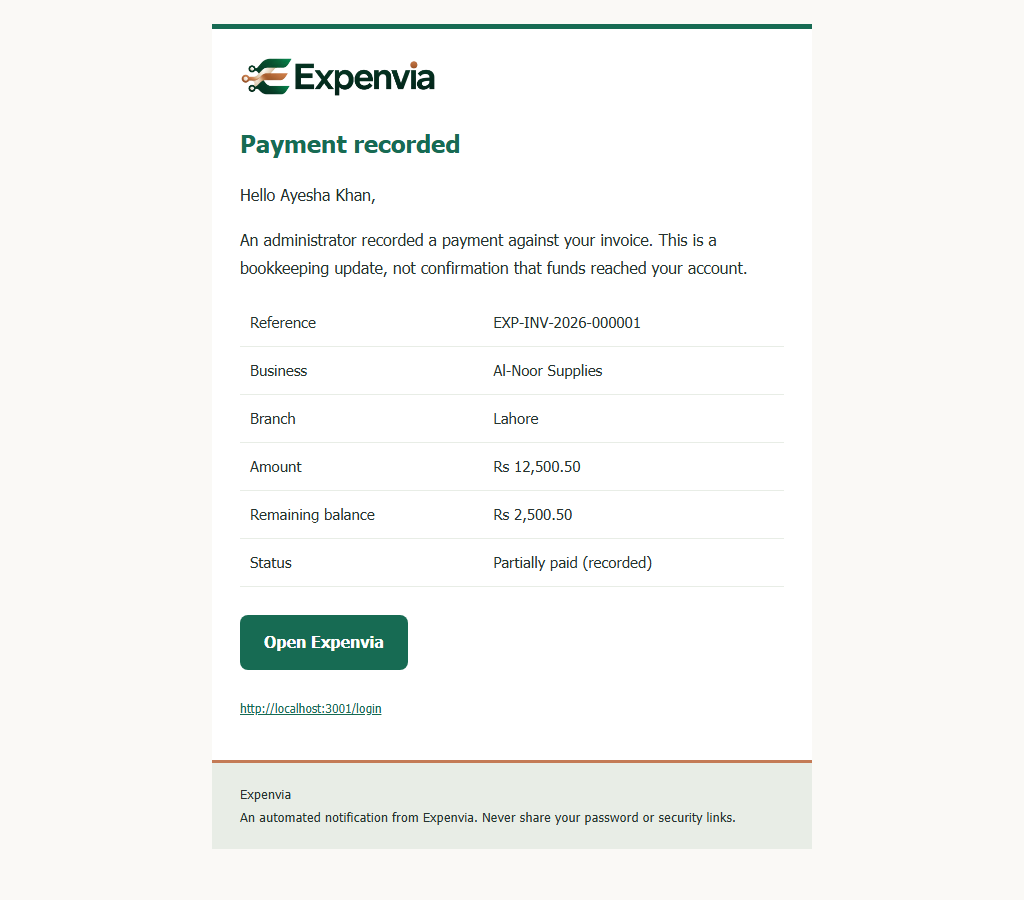 Expenvia
Payment recorded
Hello Ayesha Khan,
An administrator recorded a payment against your invoice. This is a
bookkeeping update, not confirmation that funds reached your account.
Reference EXP-INV-2026-000001
Business Al-Noor Supplies
Branch Lahore
Amount Rs 12,500.50
Remaining balance Rs 2,500.50
Status Partially paid (recorded)
Open Expenvia
http://localhost:3001/login
Expenvia
An automated notification from Expenvia. Never share your password or security links.